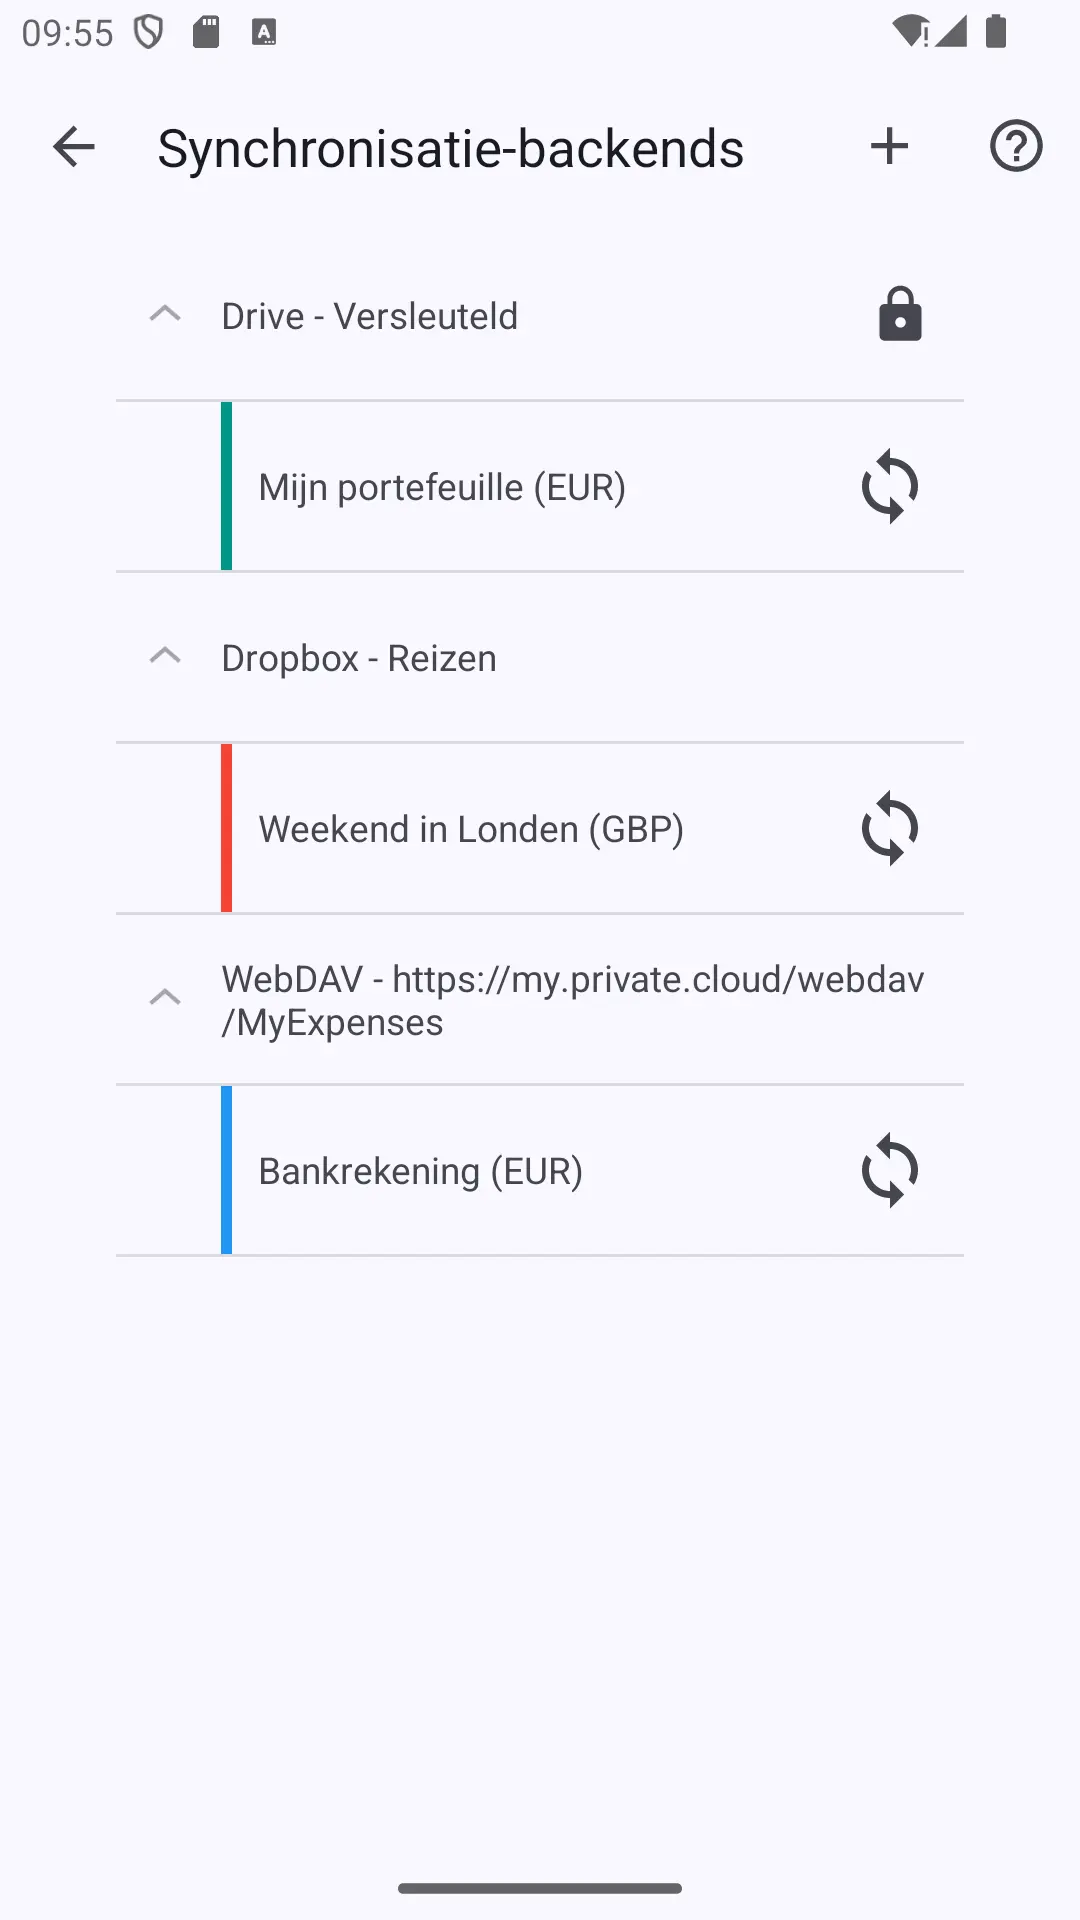 09:55
Synchronisatie-backends
Drive - Versleuteld
Mijn portefeuille (EUR)
Dropbox - Reizen
Weekend in Londen (GBP)
WebDAV - https://my.private.cloud/webdav
/MyExpenses
Bankrekening (EUR)